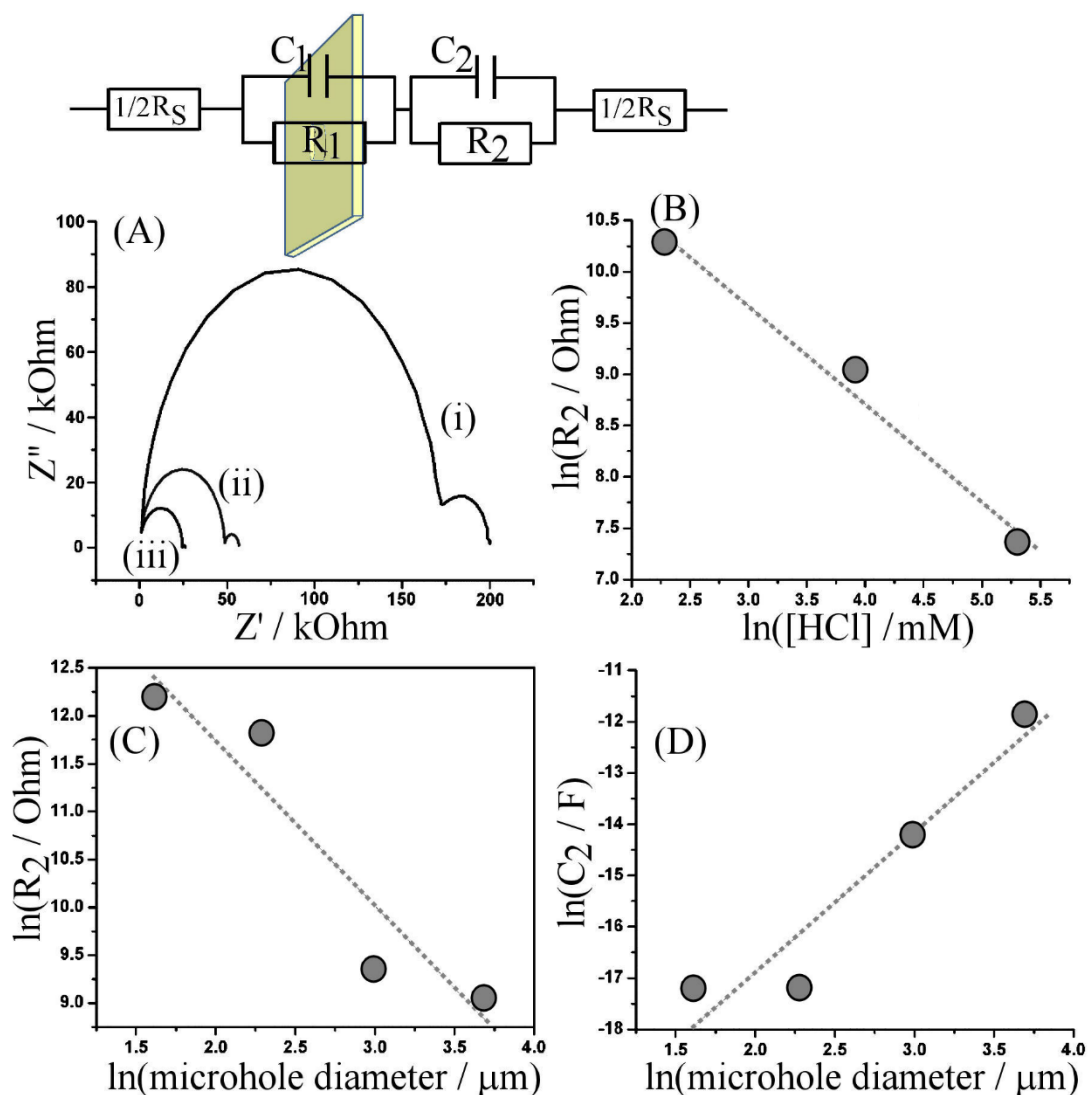 C1 C2
1/2RS R1 R2 1/2RS
(A)
Z'' / kOhm
100
80
60
40
20
0
(i)
(ii)
(iii)
0 50 100 150 200
Z' / kOhm
(B)
ln(R2 / Ohm)
10.5
10.0
9.5
9.0
8.5
8.0
7.5
7.0
2.0 2.5 3.0 3.5 4.0 4.5 5.0 5.5
ln([HCl] /mM)
(C)
ln(R2 / Ohm)
12.5
12.0
11.5
11.0
10.5
10.0
9.5
9.0
1.5 2.0 2.5 3.0 3.5 4.0
ln(microhole diameter / μm)
(D)
ln(C2 / F)
-11
-12
-13
-14
-15
-16
-17
-18
1.5 2.0 2.5 3.0 3.5 4.0
ln(microhole diameter / μm)